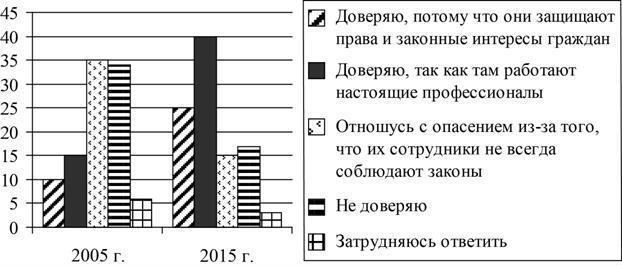 45
40
35
30
25
20
15
10
5
0
2005 г. 2015 г.
Доверяю, потому что они защищают
права и законные интересы граждан
Доверяю, так как там работают
настоящие профессионалы
Отношусь с опасением из-за того,
что их сотрудники не всегда
соблюдают законы
Не доверяю
Затрудняюсь ответить